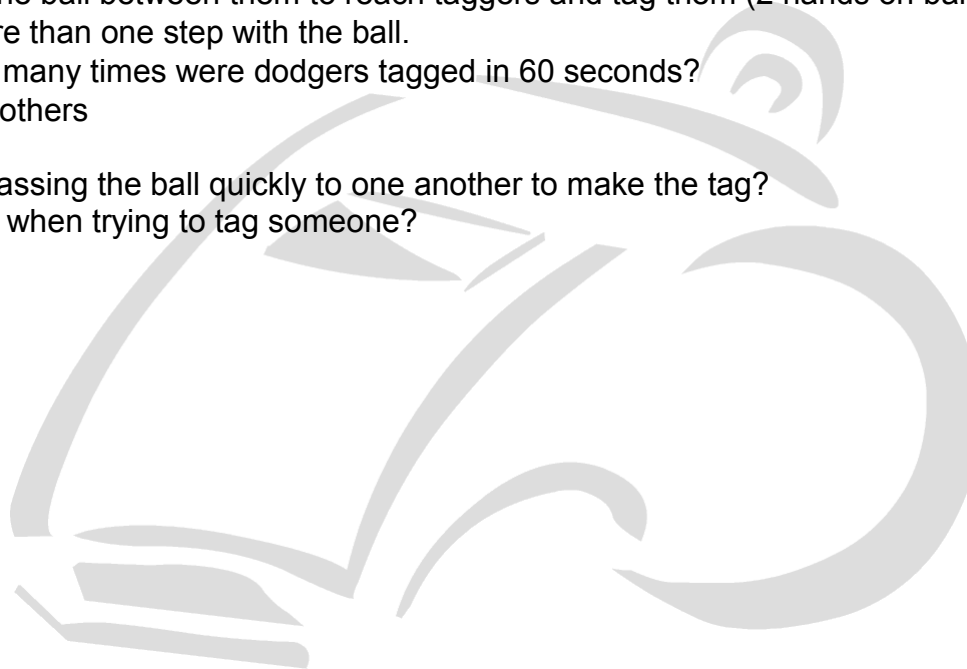 ne ball between them to reach taggers and tag them (2 hands on bal
re than one step with the ball.
many times were dodgers tagged in 60 seconds?
others
assing the ball quickly to one another to make the tag?
when trying to tag someone?